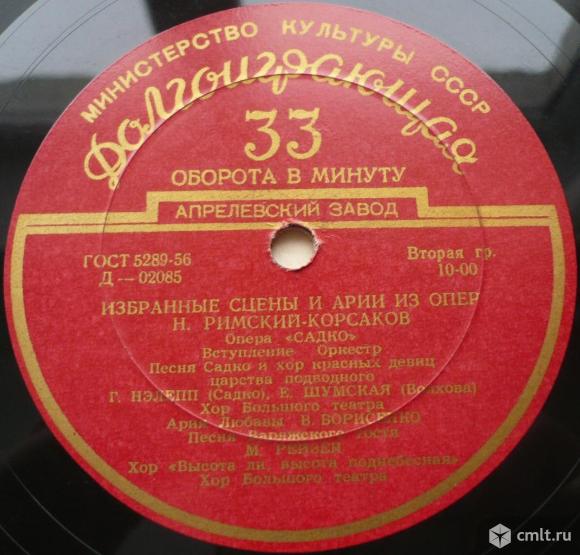 МИНИСТЕРСТВО КУЛЬТУРЫ СССР
Долгоиграющая
33
ОБОРОТА В МИНУТУ
АПРЕЛЕВСКИЙ ЗАВОД
ГОСТ 5289-56
Д—02085
Вторая гр.
10-00
ИЗБРАННЫЕ СЦЕНЫ И АРИИ ИЗ ОПЕР
Н. РИМСКИЙ-КОРСАКОВ
Опера «САДКО»
Вступление Оркестр
Песня Садко и хор красных девиц
царства подводного
Г. НЭЛЕПП (Садко), Е. ШУМСКАЯ (Волхова)
Хор Большого театра
Ария Любавы В. БОРИСЕНКО
Песня Варяжского гостя
М. РЕЙЗЕН
Хор «Высота ли, высота поднебесная»
Хор Большого театра
cmlt.ru